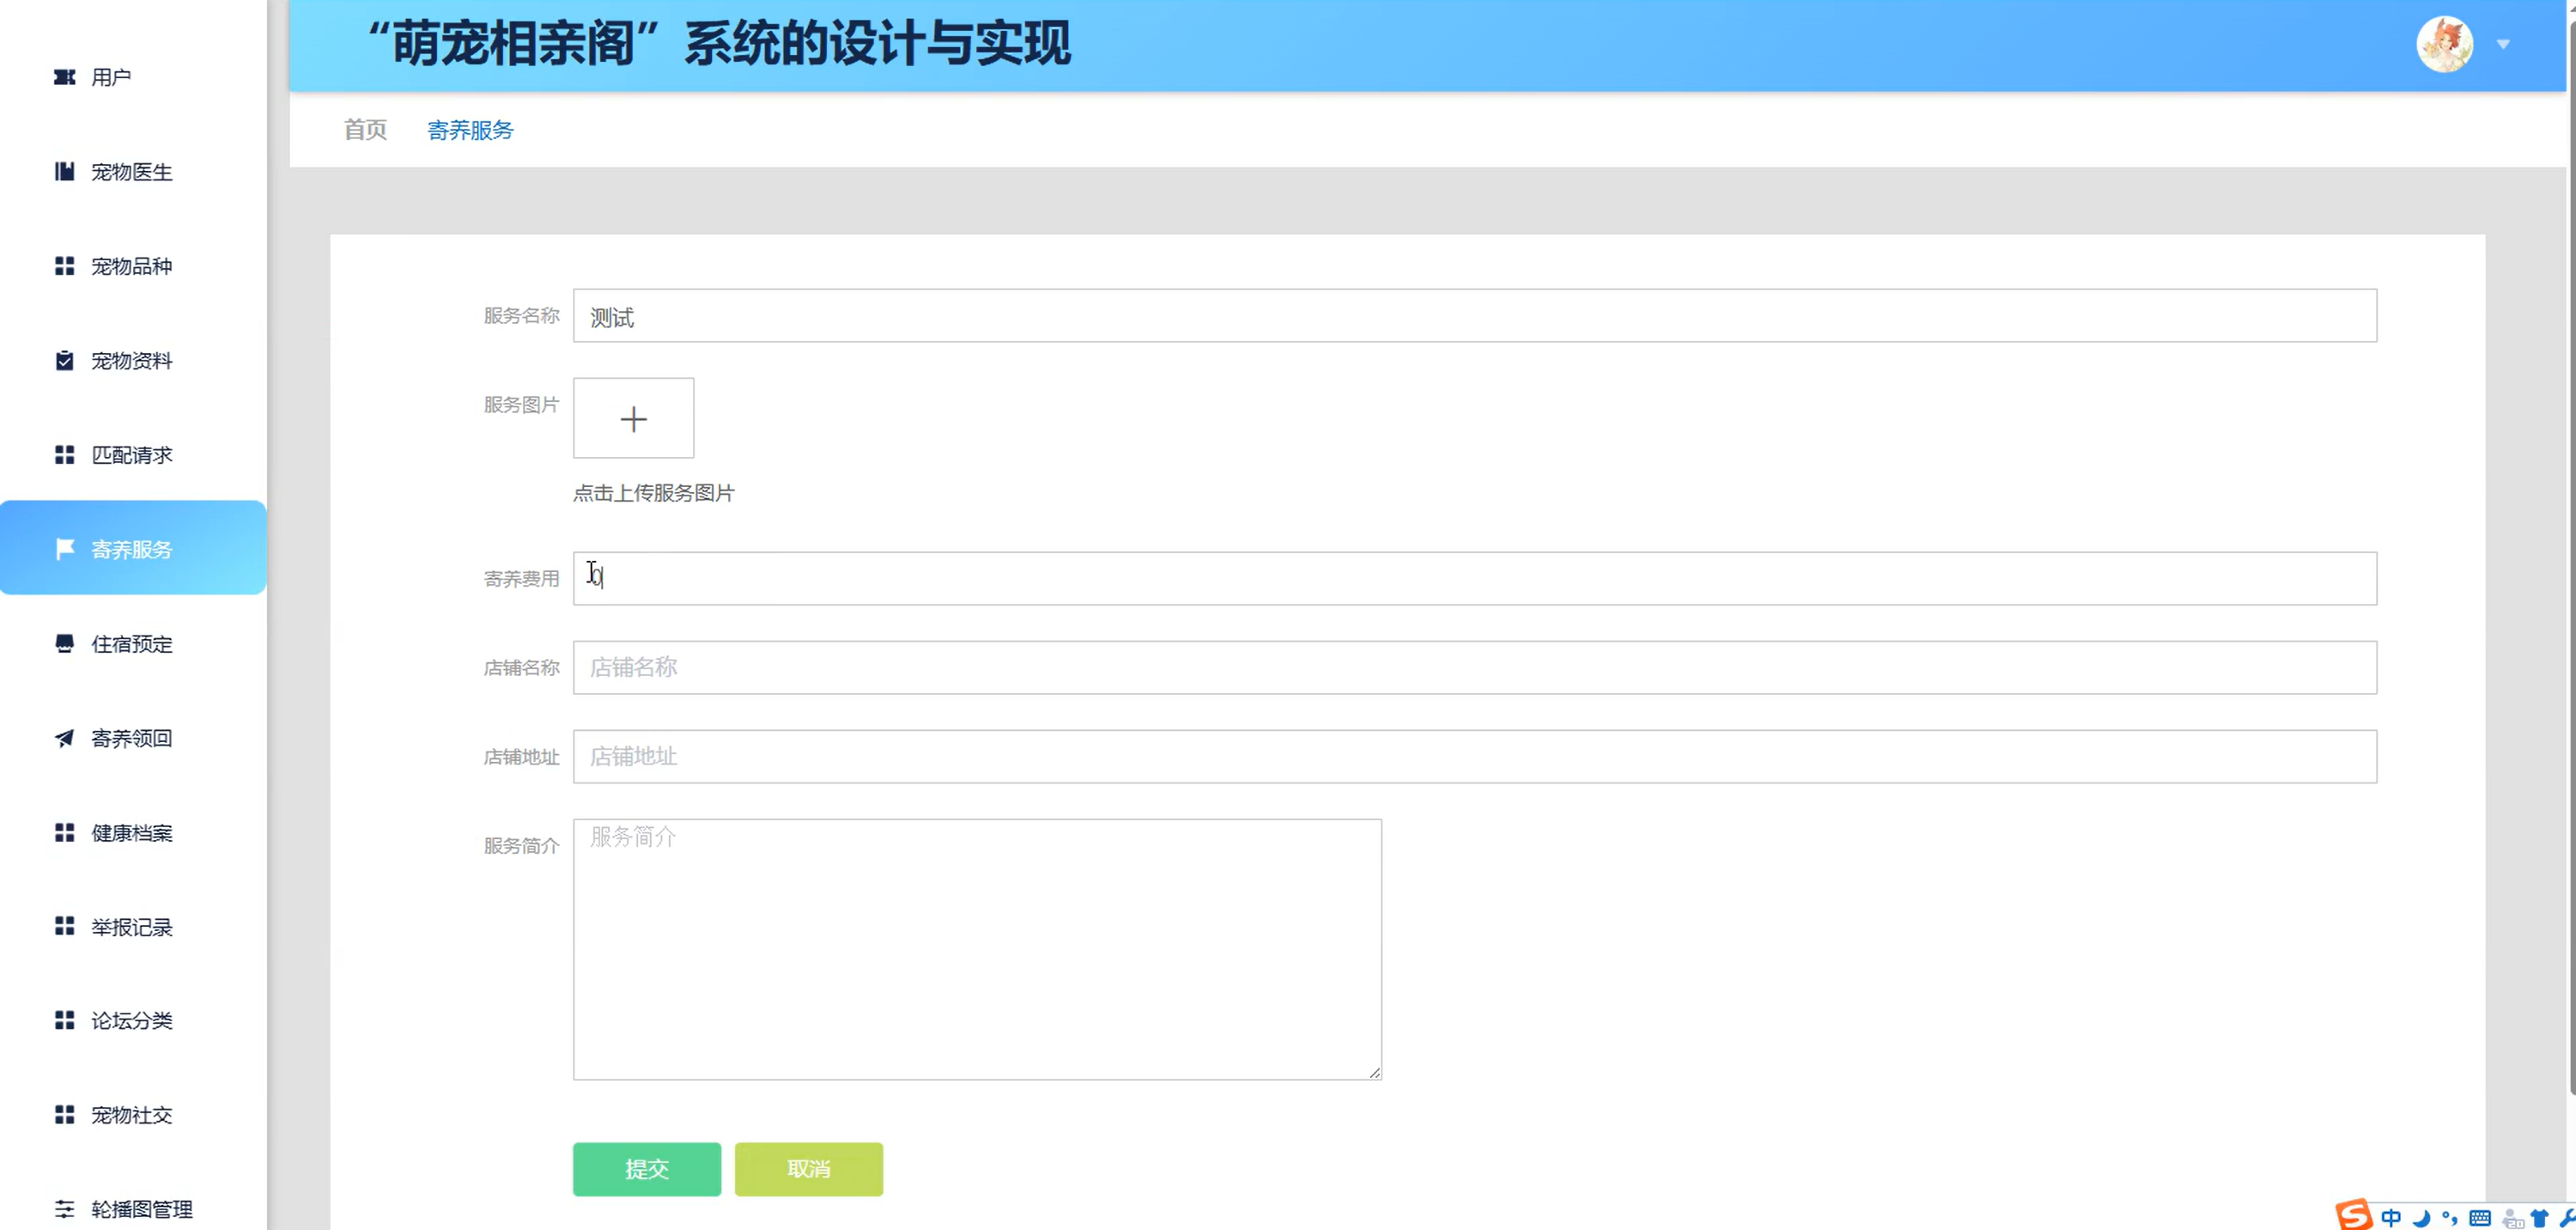 “萌宠相亲阁”系统的设计与实现
首页 寄养服务
用户
宠物医生
宠物品种
宠物资料
匹配请求
寄养服务
住宿预定
寄养领回
健康档案
举报记录
论坛分类
宠物社交
轮播图管理
服务名称 测试
服务图片
点击上传服务图片
寄养费用 0
店铺名称 店铺名称
店铺地址 店铺地址
服务简介 服务简介
提交 取消
S 中